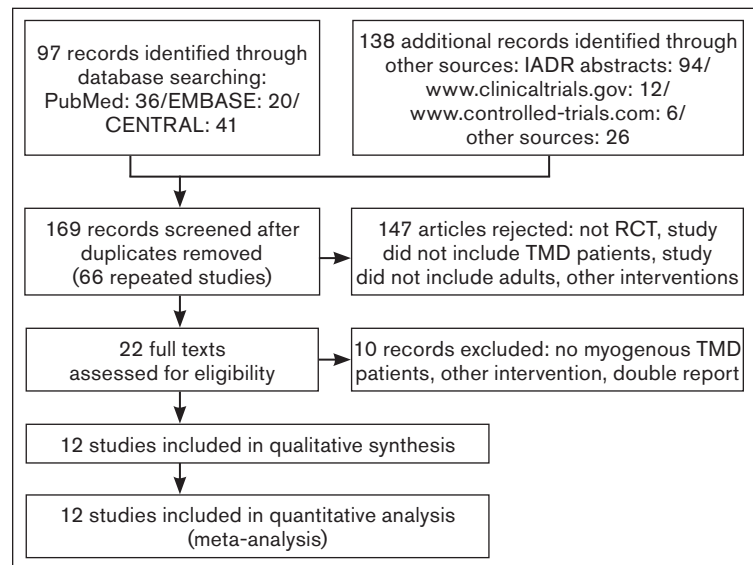 97 records identified through
database searching:
PubMed: 36/EMBASE: 20/
CENTRAL: 41
138 additional records identified through
other sources: IADR abstracts: 94/
www.clinicaltrials.gov: 12/
www.controlled-trials.com: 6/
other sources: 26
169 records screened after
duplicates removed
(66 repeated studies)
147 articles rejected: not RCT, study
did not include TMD patients, study
did not include adults, other interventions
22 full texts
assessed for eligibility
10 records excluded: no myogenous TMD
patients, other intervention, double report
12 studies included in qualitative synthesis
12 studies included in quantitative analysis
(meta-analysis)